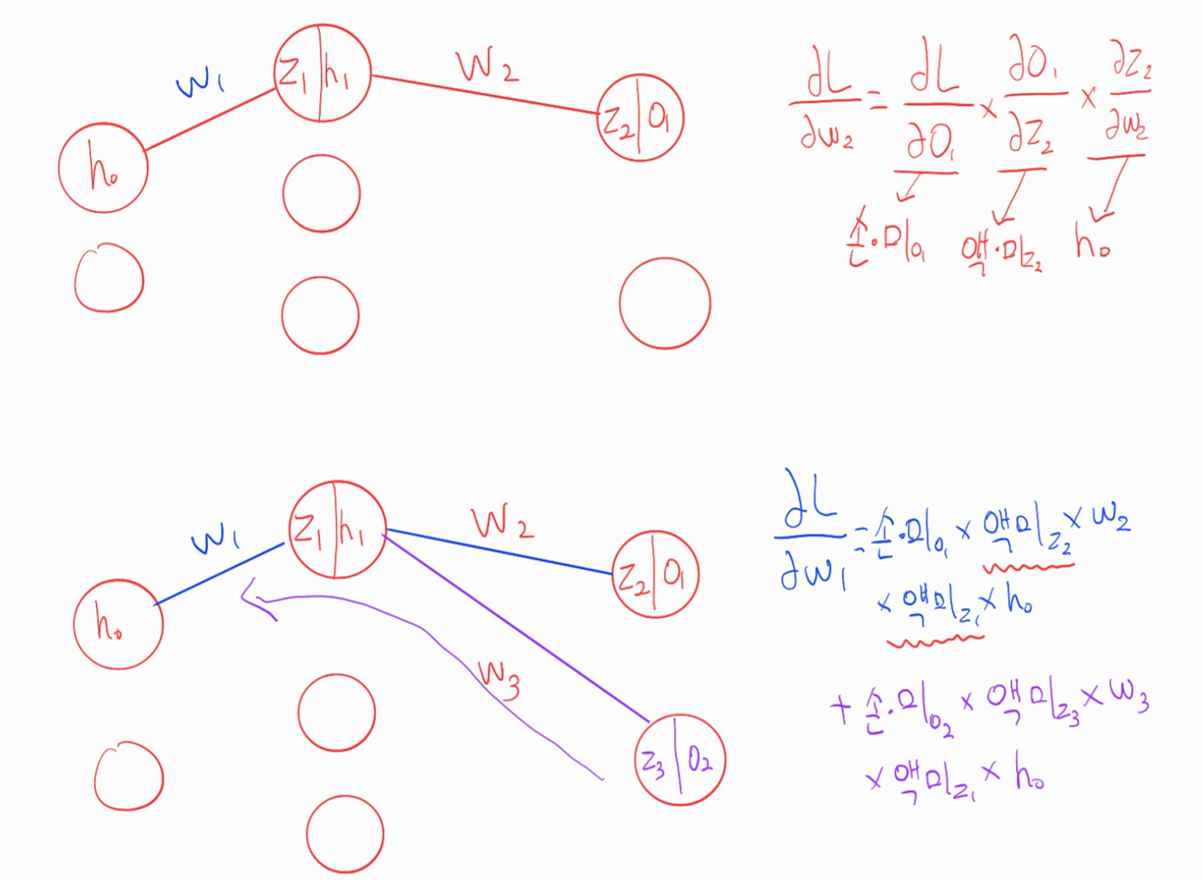 W₁
z₁|h₁
W₂
z₂|O₁
h₀
∂L/∂w₂ = ∂L/∂O₁ × ∂O₁/∂z₂ × ∂z₂/∂w₂
손.미|O₁ 액.미|z₂ h₀
W₁
z₁|h₁
W₂
z₂|O₁
h₀
W₃
z₃|O₂
∂L/∂w₁ = 손.미|O₁ × 액미|z₂ × w₂
× 액미|z₁ × h₀
+ 손.미|O₂ × 액미|z₃ × w₃
× 액미|z₁ × h₀